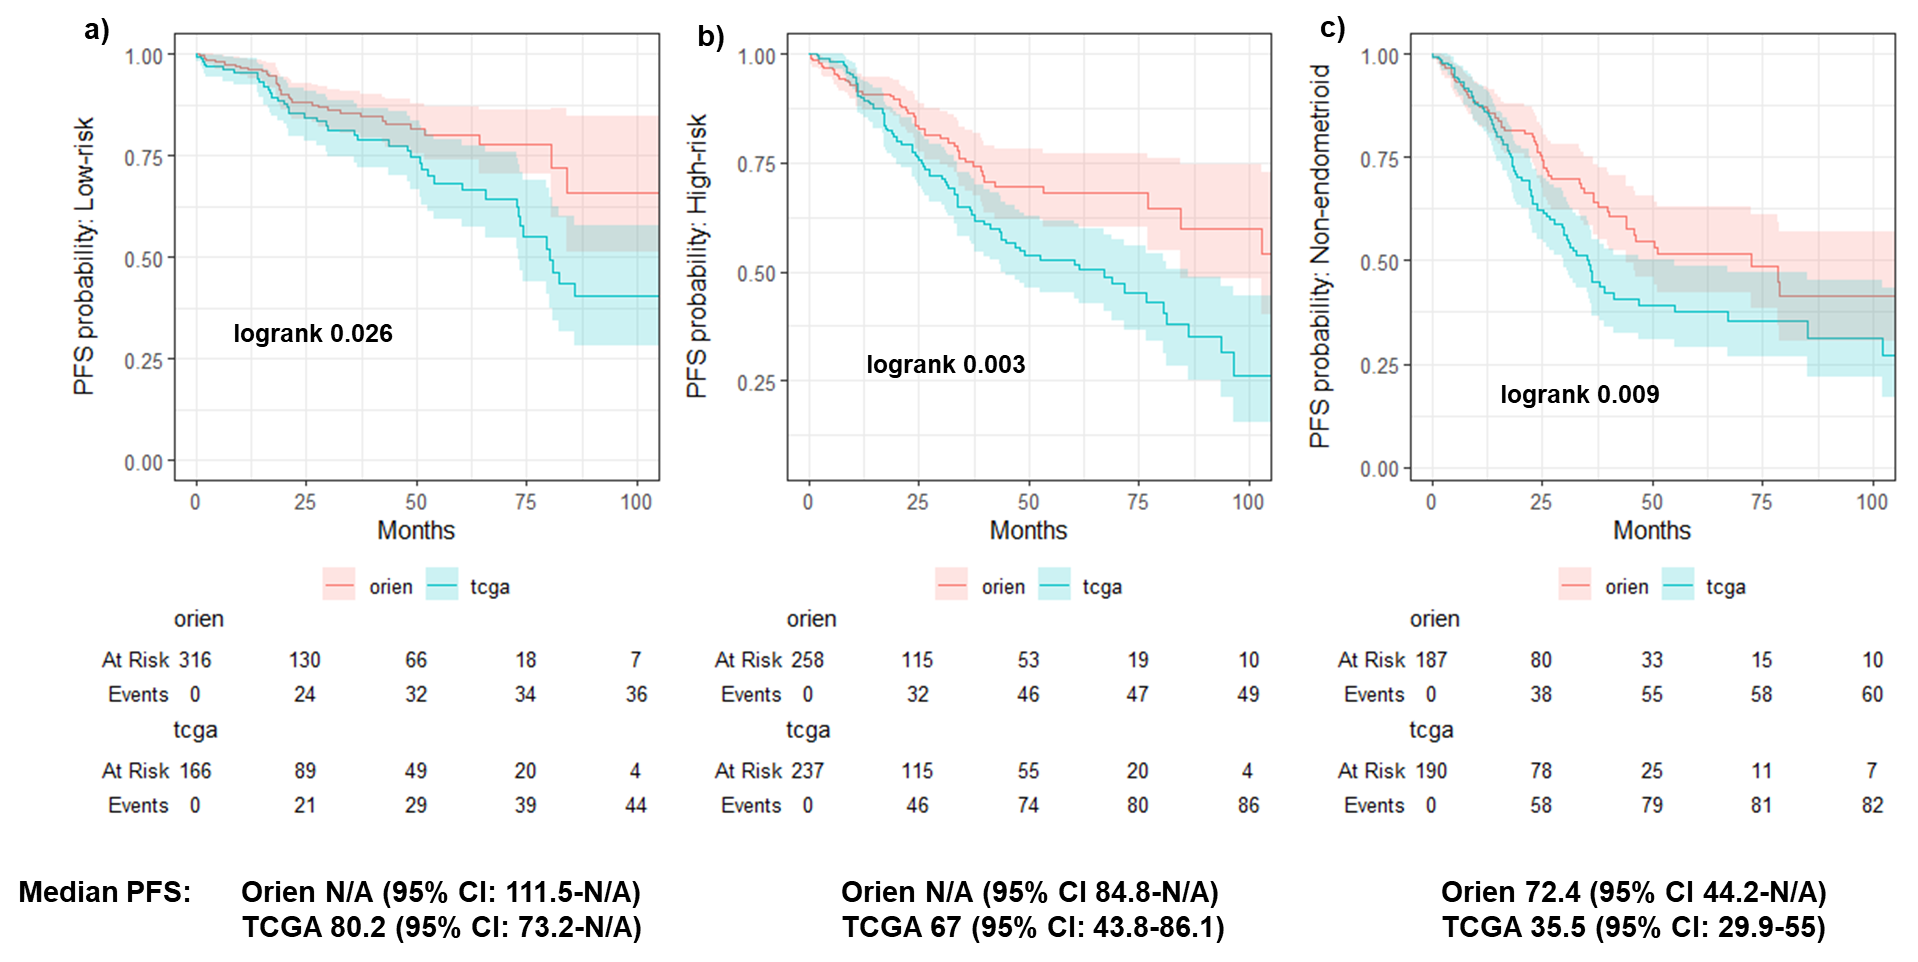 a)
PFS probability: Low-risk
1.00
0.75
0.50
0.25
0.00
logrank 0.026
0 25 50 75 100
Months
orien tcga
orien
At Risk 316 130 66 18 7
Events 0 24 32 34 36
tcga
At Risk 166 89 49 20 4
Events 0 21 29 39 44
b)
PFS probability: High-risk
1.00
0.75
0.50
0.25
logrank 0.003
0 25 50 75 100
Months
orien tcga
orien
At Risk 258 115 53 19 10
Events 0 32 46 47 49
tcga
At Risk 237 115 55 20 4
Events 0 46 74 80 86
c)
PFS probability: Non-endometrioid
1.00
0.75
0.50
0.25
0.00
logrank 0.009
0 25 50 75 100
Months
orien tcga
orien
At Risk 187 80 33 15 10
Events 0 38 55 58 60
tcga
At Risk 190 78 25 11 7
Events 0 58 79 81 82
Median PFS: Orien N/A (95% CI: 111.5-N/A) Orien N/A (95% CI 84.8-N/A) Orien 72.4 (95% CI 44.2-N/A)
TCGA 80.2 (95% CI: 73.2-N/A) TCGA 67 (95% CI: 43.8-86.1) TCGA 35.5 (95% CI: 29.9-55)